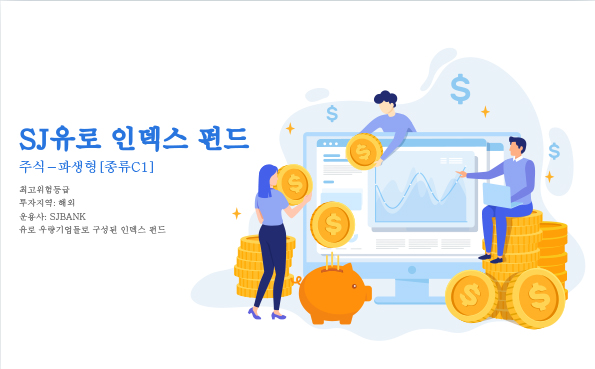 SJ유로 인덱스 펀드
주식-파생형[종류C1]
최고위험등급
투자지역: 해외
운용사: SJBANK
유로 우량기업들로 구성된 인덱스 펀드